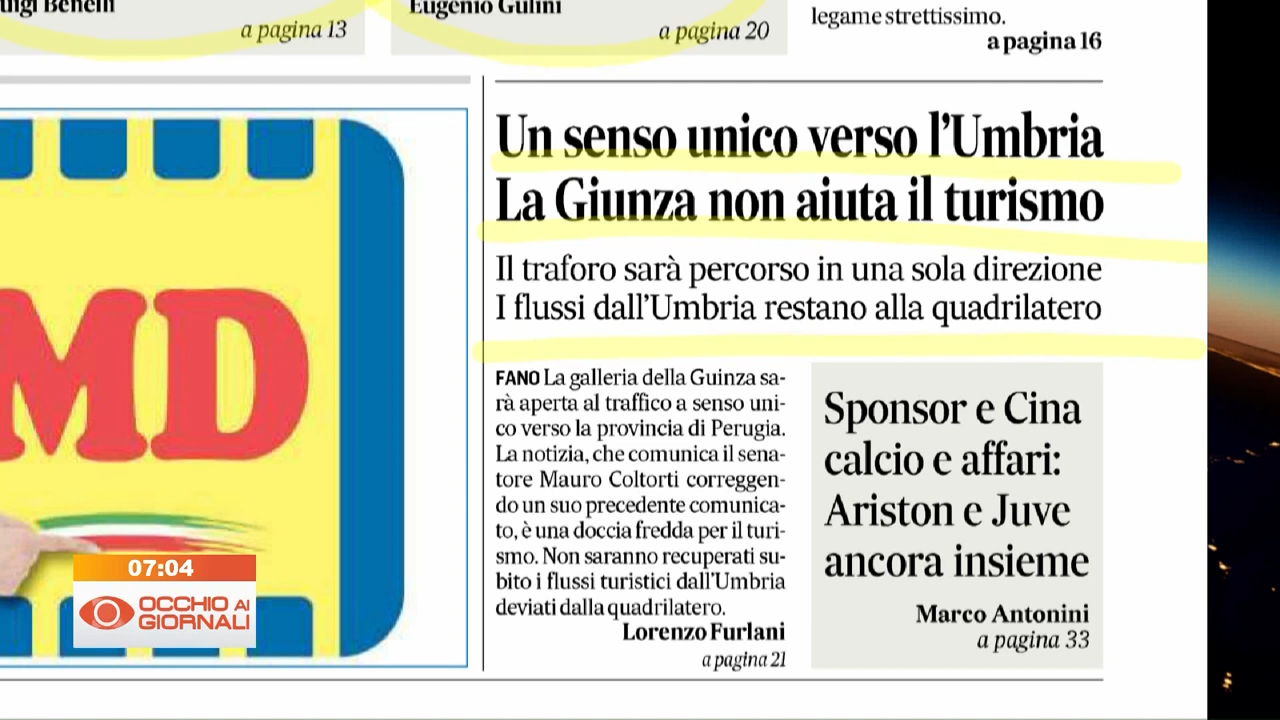 uigi Benelli
a pagina 13
Eugenio Gulini
a pagina 20
legame strettissimo.
a pagina 16
Un senso unico verso l'Umbria
La Giunza non aiuta il turismo
Il traforo sarà percorso in una sola direzione
I flussi dall'Umbria restano alla quadrilatero
FANO La galleria della Guinza sa-
rà aperta al traffico a senso uni-
co verso la provincia di Perugia.
La notizia, che comunica il sena-
tore Mauro Coltorti correggen-
do un suo precedente comunica-
to, è una doccia fredda per il turi-
smo. Non saranno recuperati su-
bito i flussi turistici dall'Umbria
deviati dalla quadrilatero.
Lorenzo Furlani
a pagina 21
Sponsor e Cina
calcio e affari:
Ariston e Juve
ancora insieme
Marco Antonini
a pagina 33
MD
07:04
OCCHIO AI
GIORNALI